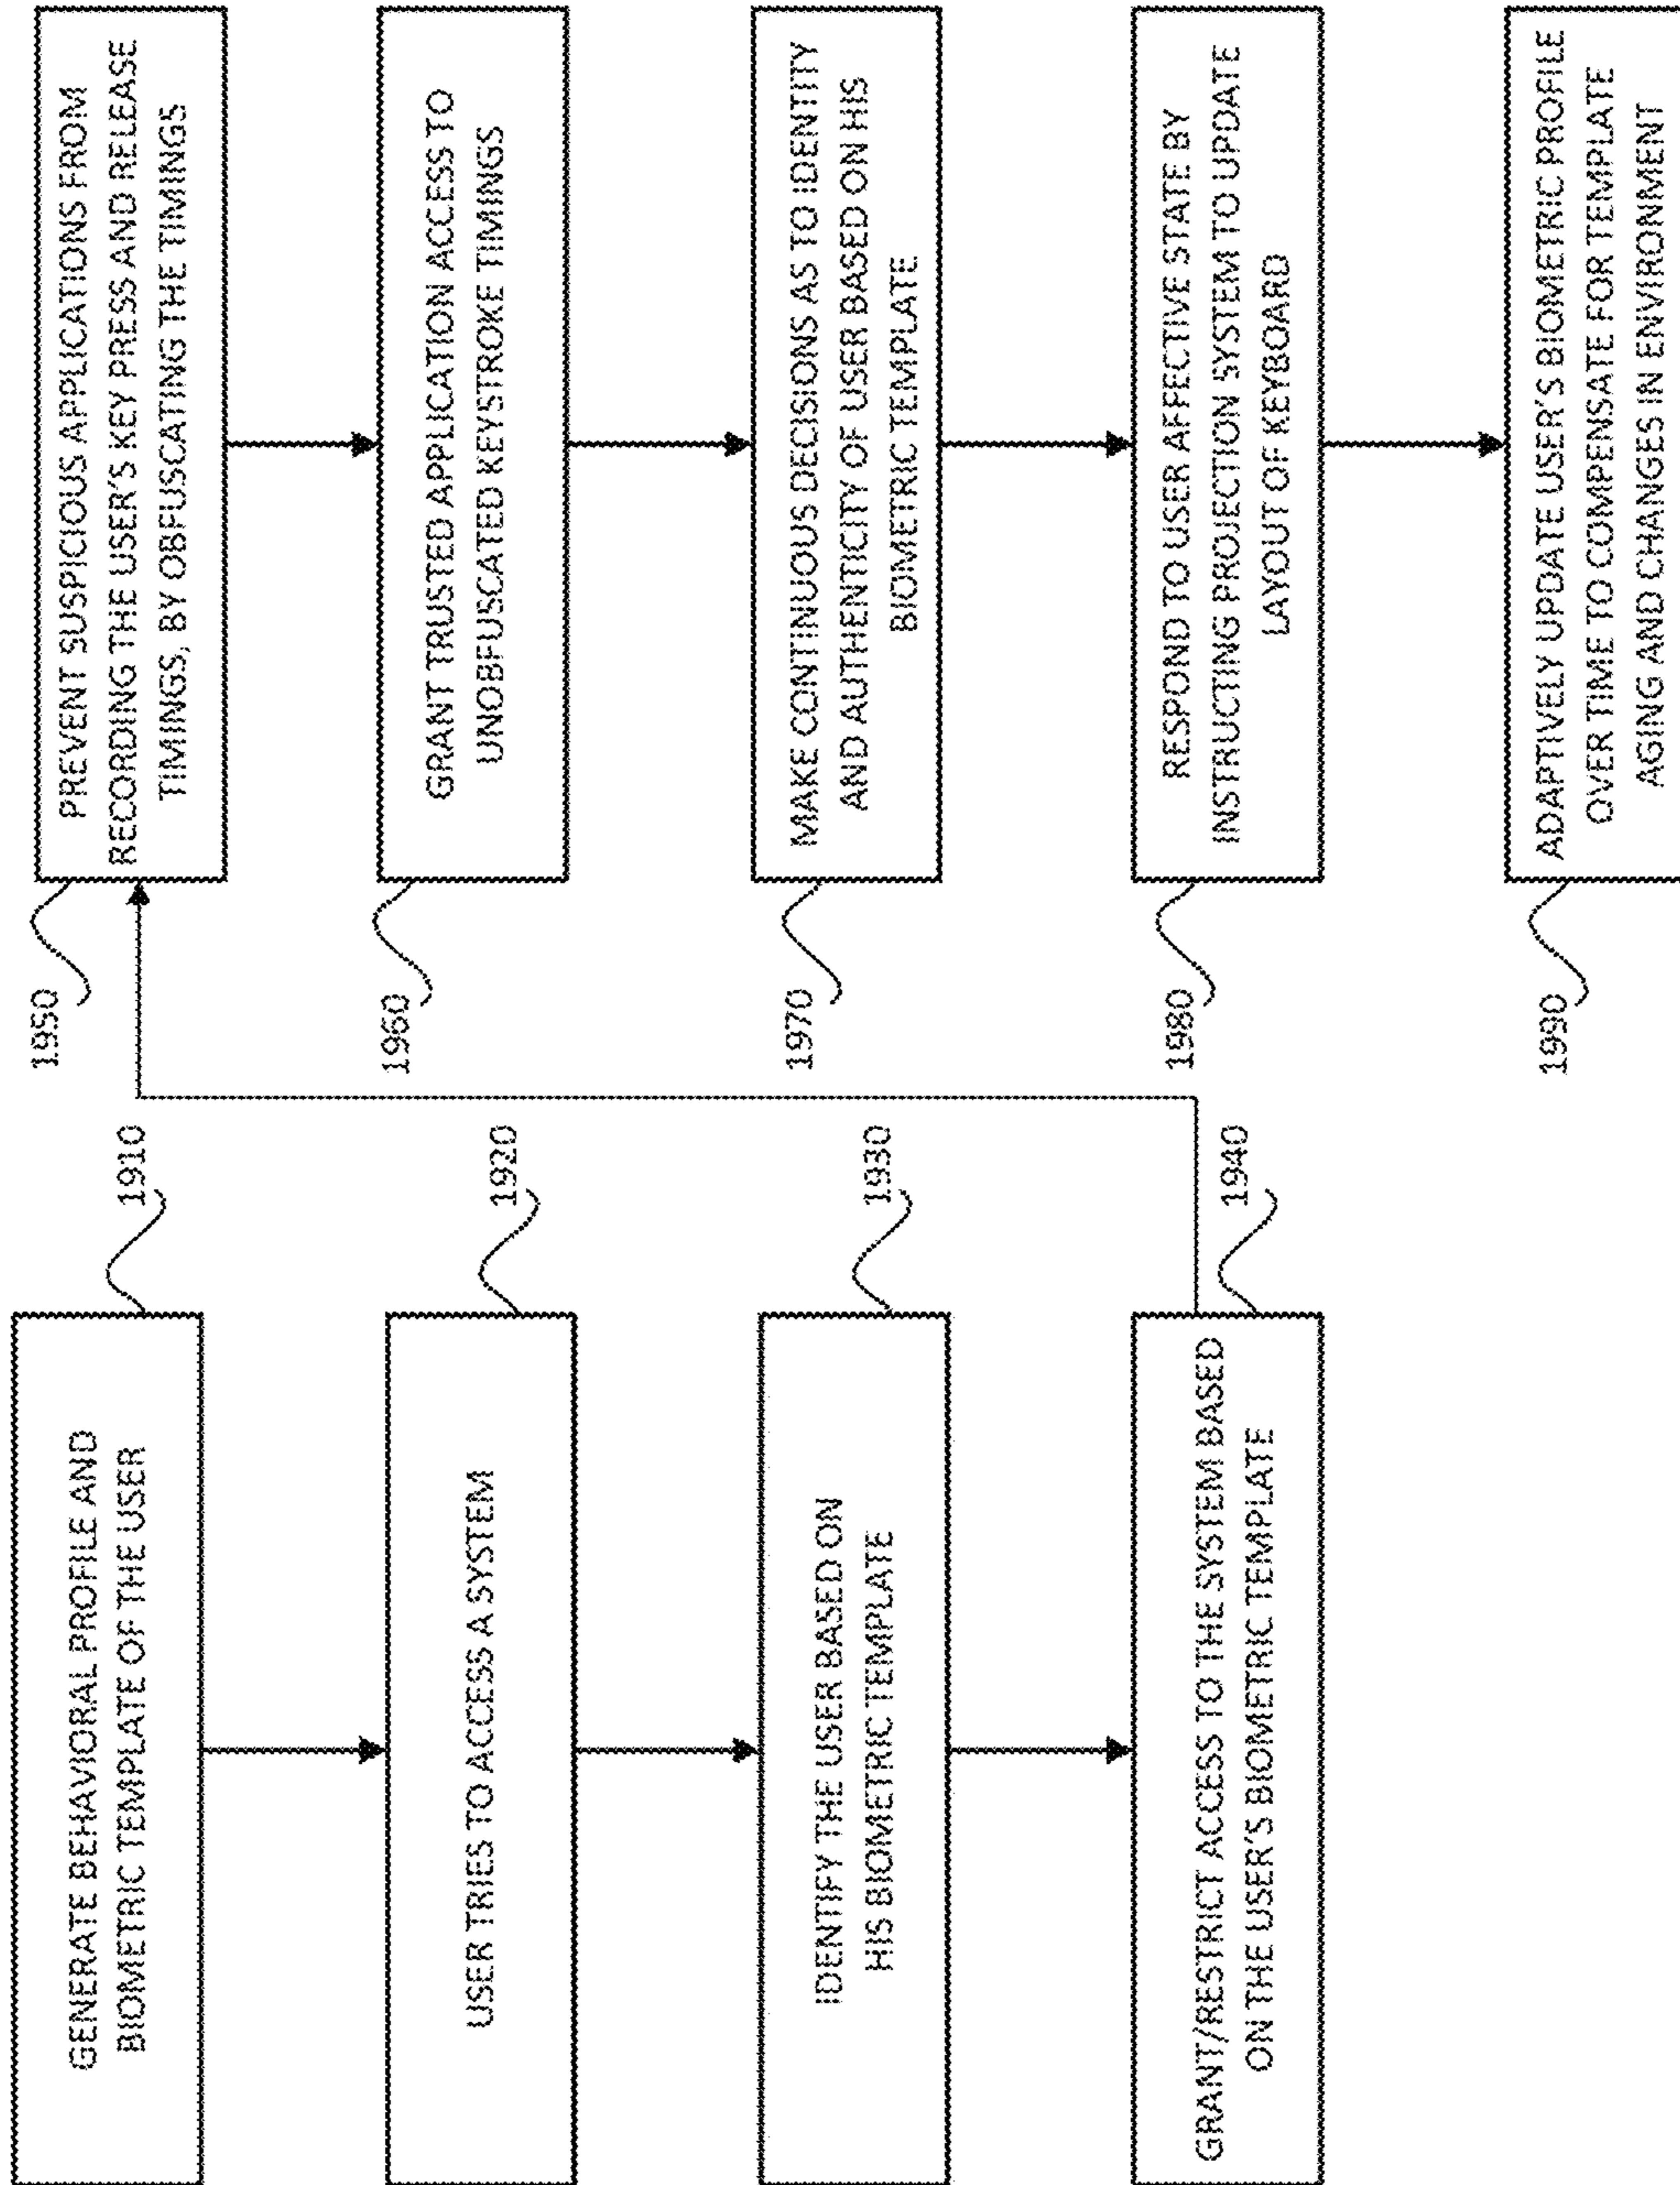 GENERATE BEHAVIORAL PROFILE AND
BIOMETRIC TEMPLATE OF THE USER
1910
USER TRIES TO ACCESS A SYSTEM
1920
IDENTIFY THE USER BASED ON
HIS BIOMETRIC TEMPLATE
1930
GRANT/RESTRICT ACCESS TO THE SYSTEM BASED
ON THE USER'S BIOMETRIC TEMPLATE
1940
1950
PREVENT SUSPICIOUS APPLICATIONS FROM
RECORDING THE USER'S KEY PRESS AND RELEASE
TIMINGS, BY OBFUSCATING THE TIMINGS
1960
GRANT TRUSTED APPLICATION ACCESS TO
UNOBFUSCATED KEYSTROKE TIMINGS
1970
MAKE CONTINUOUS DECISIONS AS TO IDENTITY
AND AUTHENTICITY OF USER BASED ON HIS
BIOMETRIC TEMPLATE
1980
RESPOND TO USER AFFECTIVE STATE BY
INSTRUCTING PROJECTION SYSTEM TO UPDATE
LAYOUT OF KEYBOARD
1990
ADAPTIVELY UPDATE USER'S BIOMETRIC PROFILE
OVER TIME TO COMPENSATE FOR TEMPLATE
AGING AND CHANGES IN ENVIRONMENT